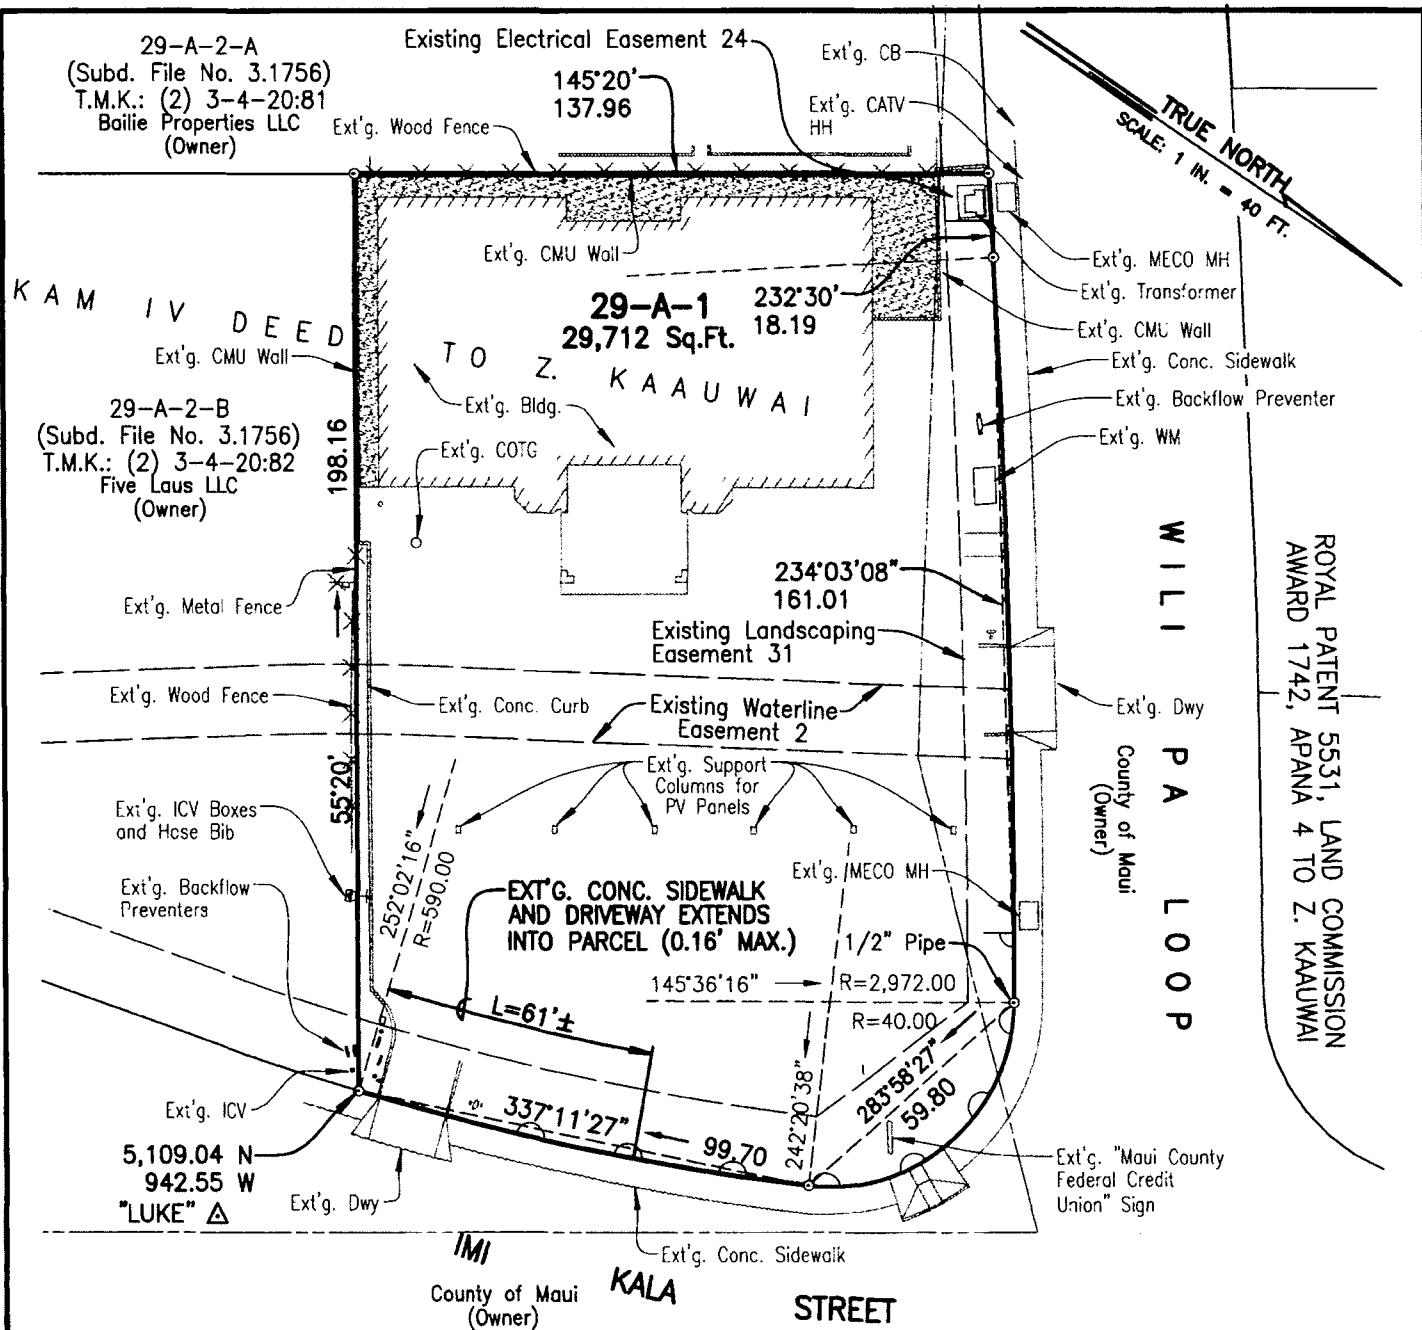 29-A-2-A
(Subd. File No. 3.1756)
T.M.K.: (2) 3-4-20:81
Bailie Properties LLC
(Owner)
Existing Electrical Easement 24
145°20'
137.96
Ext'g. Wood Fence
Ext'g. CB
Ext'g. CATV
HH
TRUE NORTH
SCALE: 1 IN. = 40 FT.
Ext'g. CMU Wall
29-A-1
29,712 Sq.Ft.
232°30'
18.19
Ext'g. MECO MH
Ext'g. Transformer
Ext'g. CMU Wall
Ext'g. Conc. Sidewalk
Ext'g. Backflow Preventer
Ext'g. WM
KAM IV DEED
TO Z. KAAUWAI
Ext'g. CMU Wall
Ext'g. Bldg.
Ext'g. COTG
29-A-2-B
(Subd. File No. 3.1756)
T.M.K.: (2) 3-4-20:82
Five Laus LLC
(Owner)
198.16
55°20'
Ext'g. Metal Fence
234°03'08"
161.01
Existing Landscaping
Easement 31
Ext'g. Wood Fence
Ext'g. Conc. Curb
Existing Waterline
Easement 2
Ext'g. Dwy
WILI PA LOOP
County of Maui
(Owner)
ROYAL PATENT 5531, LAND COMMISSION
AWARD 1742, APANA 4 TO Z. KAAUWAI
Ext'g. Support
Columns for
PV Panels
Ext'g. ICV Boxes
and Hose Bib
Ext'g. Backflow
Preventers
252°02'16"
R=590.00
EXT'G. CONC. SIDEWALK
AND DRIVEWAY EXTENDS
INTO PARCEL (0.16' MAX.)
Ext'g. MECO MH
1/2" Pipe
145°36'16"
R=2,972.00
R=40.00
L=61'±
242°20'38"
283°58'27"
59.80
337°11'27"
99.70
Ext'g. ICV
5,109.04 N
942.55 W
"LUKE"
Ext'g. Dwy
Ext'g. "Maui County
Federal Credit
Union" Sign
Ext'g. Conc. Sidewalk
IMI KALA STREET
County of Maui
(Owner)